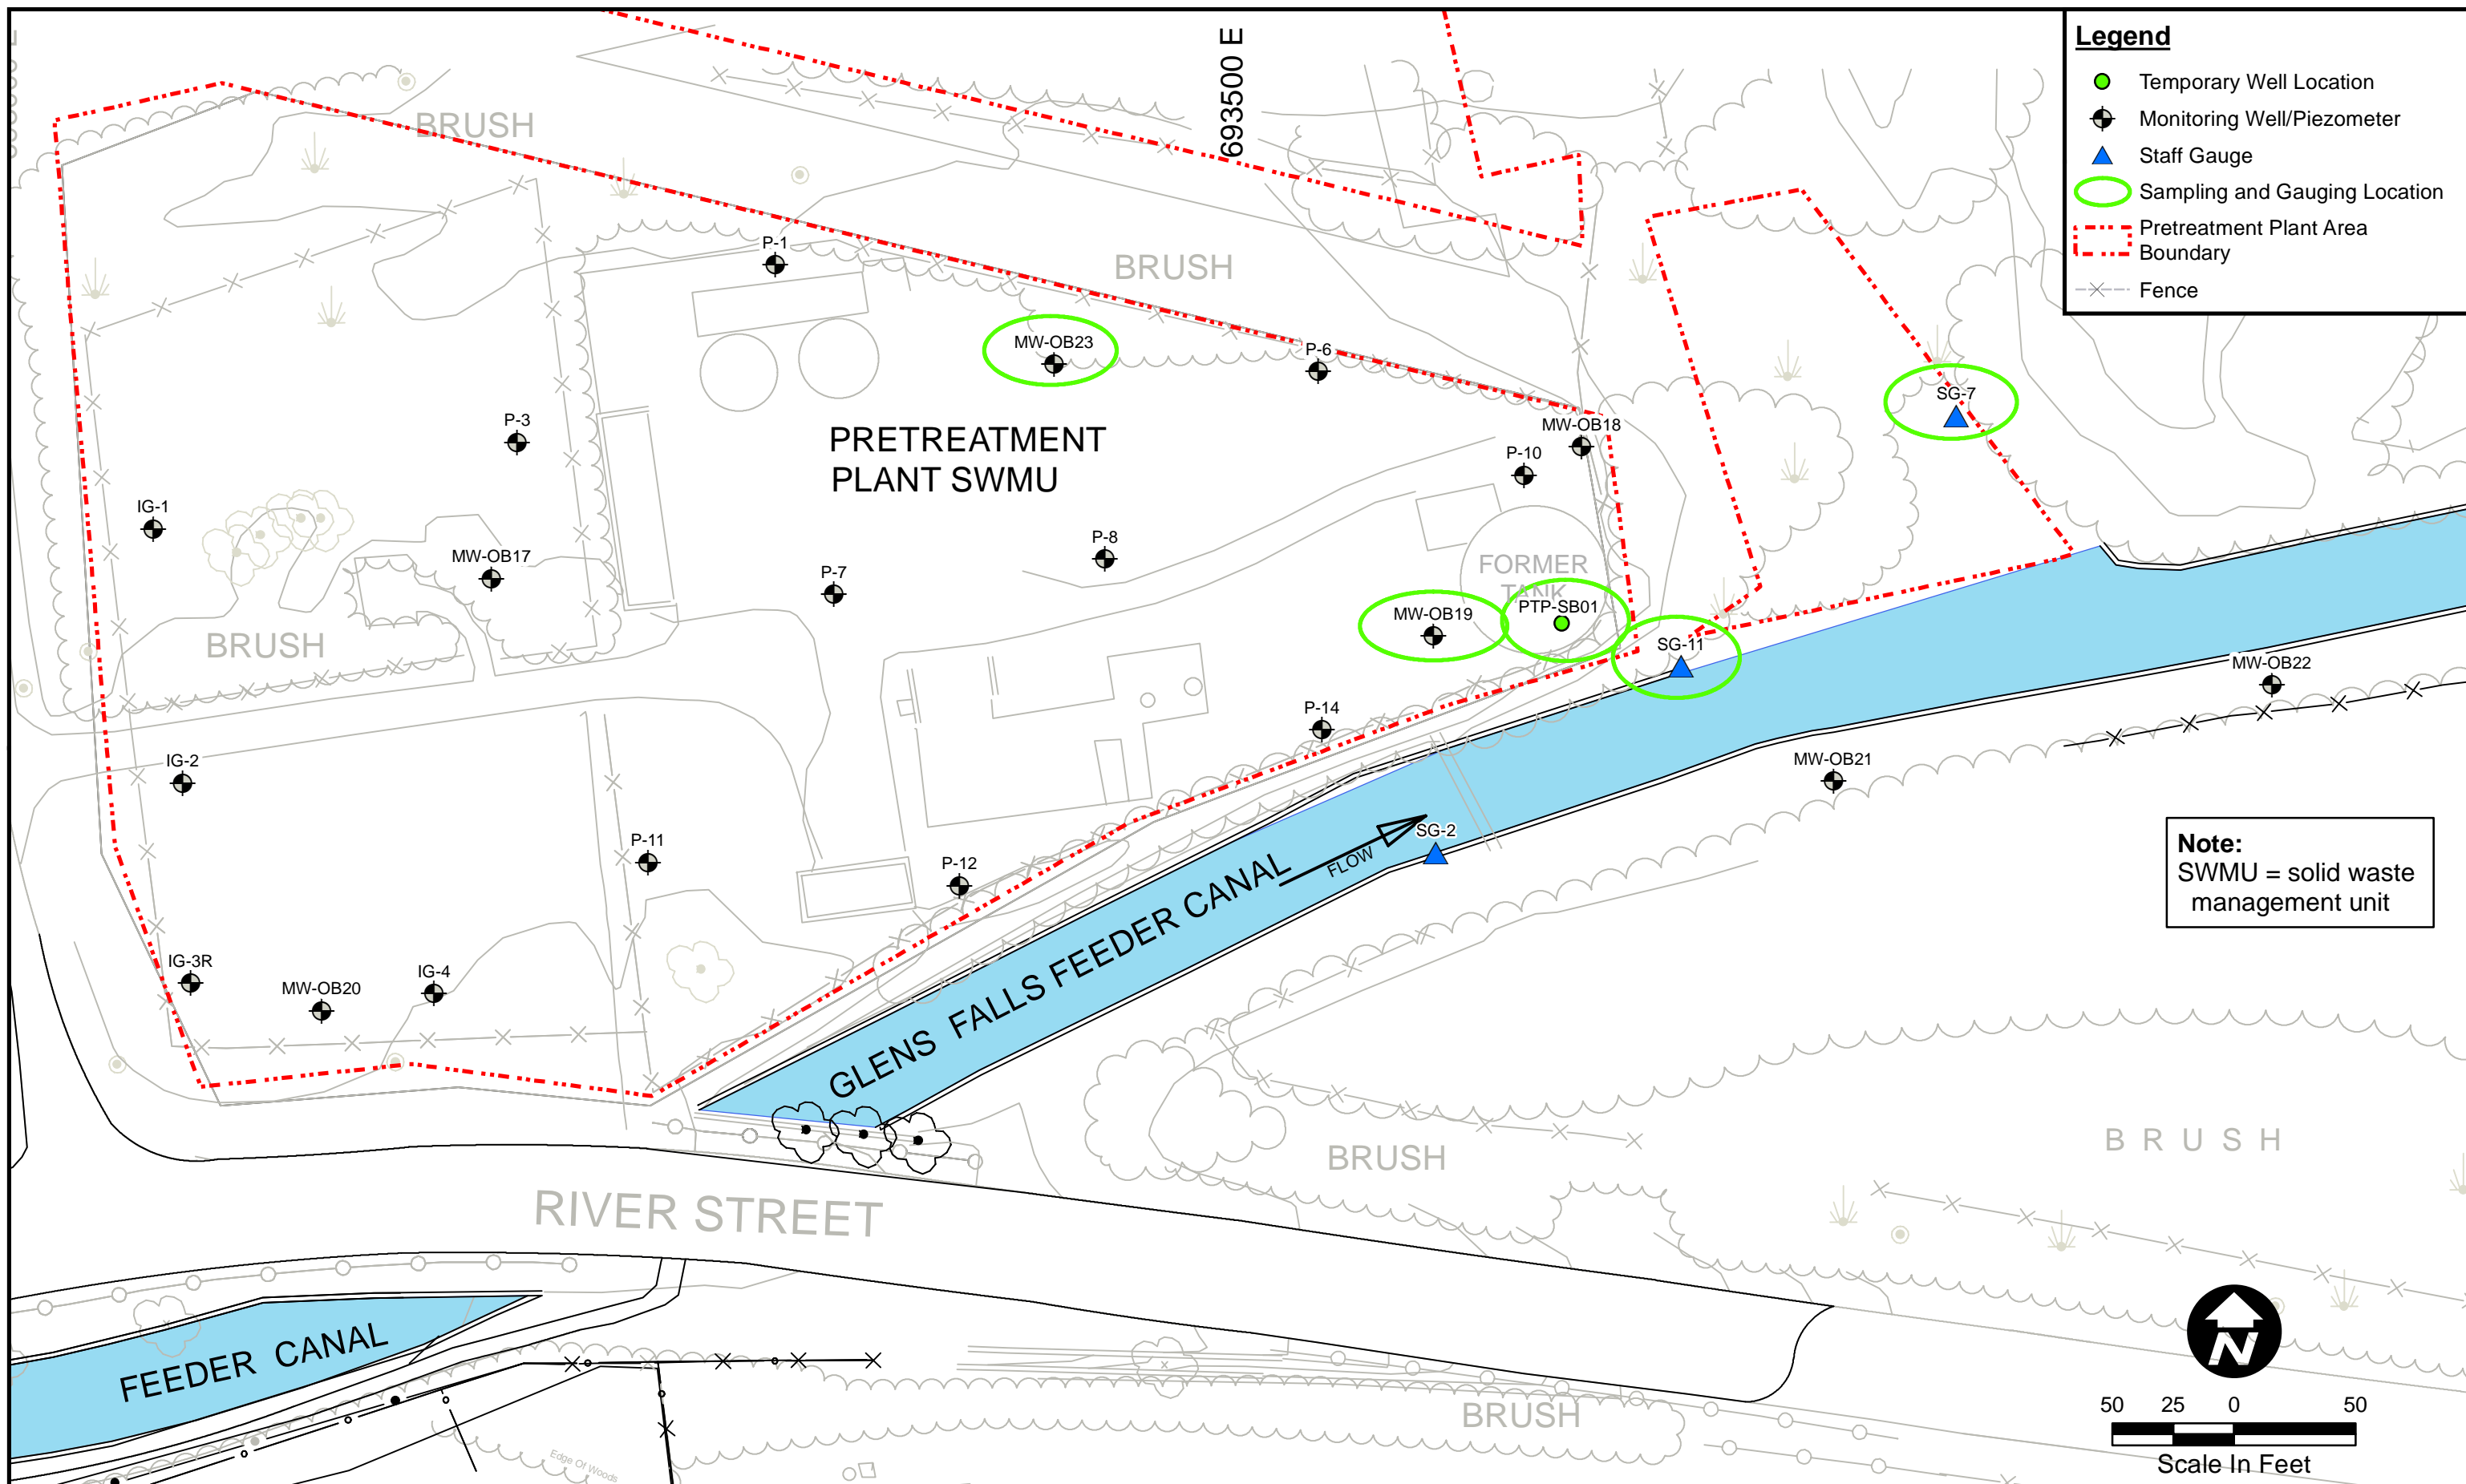 693500 E
Legend
Temporary Well Location
Monitoring Well/Piezometer
Staff Gauge
Sampling and Gauging Location
Pretreatment Plant Area
Boundary
Fence
BRUSH
P-1
BRUSH
MW-OB23
P-6
SG-7
P-3
PRETREATMENT
PLANT SWMU
MW-OB18
P-10
IG-1
MW-OB17
P-8
P-7
FORMER
TANK
PTP-SB01
MW-OB19
BRUSH
SG-11
MW-OB22
P-14
IG-2
MW-OB21
P-11
P-12
SG-2
FLOW
GLENS FALLS FEEDER CANAL
Note:
SWMU = solid waste
management unit
IG-3R
IG-4
MW-OB20
BRUSH
BRUSH
RIVER STREET
FEEDER CANAL
BRUSH
Edge Of Woods
N
50 25 0 50
Scale In Feet